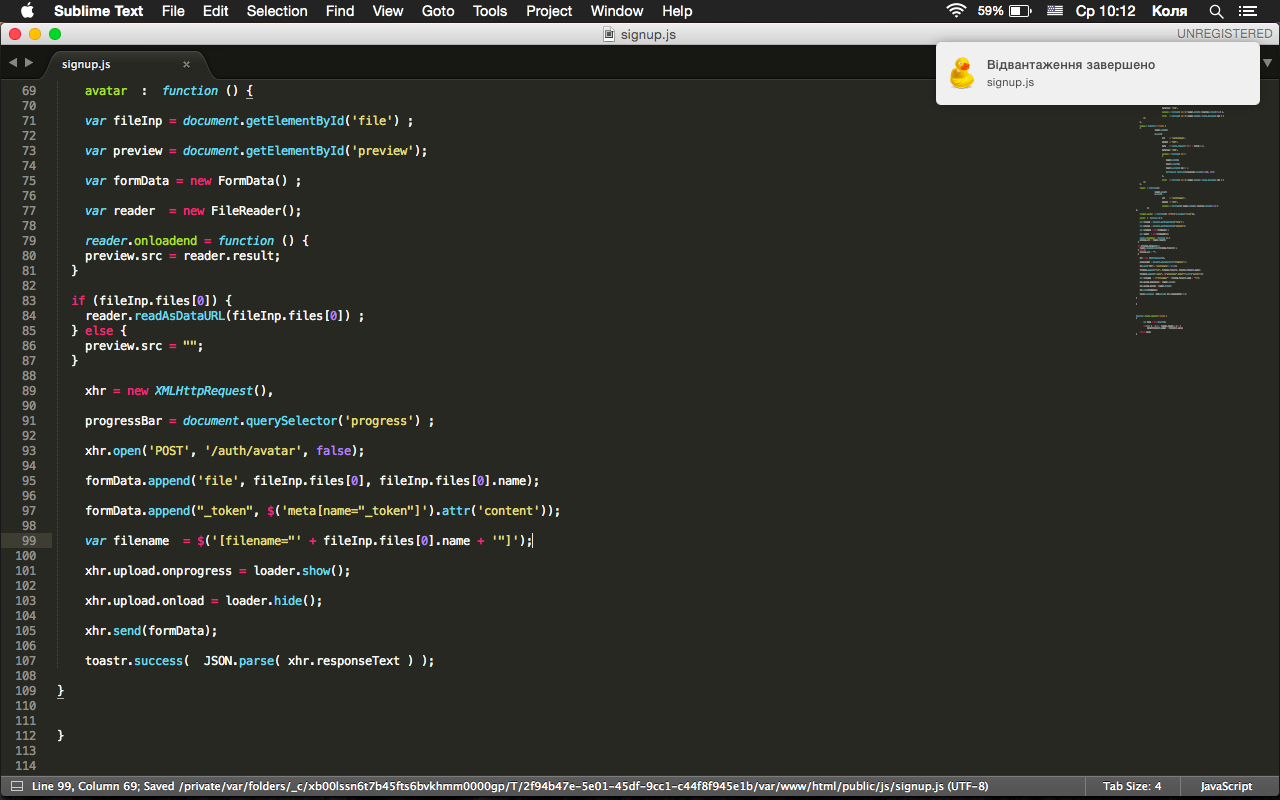 Sublime Text File Edit Selection Find View Goto Tools Project Window Help 59% Ср 10:12 Коля
signup.js UNREGISTERED
signup.js ×
Відвантаження завершено
signup.js
69 avatar : function () {
70
71 var fileInp = document.getElementById('file') ;
72
73 var preview = document.getElementById('preview');
74
75 var formData = new FormData() ;
76
77 var reader = new FileReader();
78
79 reader.onloadend = function () {
80 preview.src = reader.result;
81 }
82
83 if (fileInp.files[0]) {
84 reader.readAsDataURL(fileInp.files[0]) ;
85 } else {
86 preview.src = "";
87 }
88
89 xhr = new XMLHttpRequest(),
90
91 progressBar = document.querySelector('progress') ;
92
93 xhr.open('POST', '/auth/avatar', false);
94
95 formData.append('file', fileInp.files[0], fileInp.files[0].name);
96
97 formData.append("_token", $('meta[name="_token"]').attr('content'));
98
99 var filename = $('[filename="' + fileInp.files[0].name + '"]');
100
101 xhr.upload.onprogress = loader.show();
102
103 xhr.upload.onload = loader.hide();
104
105 xhr.send(formData);
106
107 toastr.success( JSON.parse( xhr.responseText ) );
108
109 }
110
111
112 }
113
114
Line 99, Column 69; Saved /private/var/folders/_c/xb00lssn6t7b45fts6bvkhmm0000gp/T/2f94b47e-5e01-45df-9cc1-c44f8f945e1b/var/www/html/public/js/signup.js (UTF-8) Tab Size: 4 JavaScript